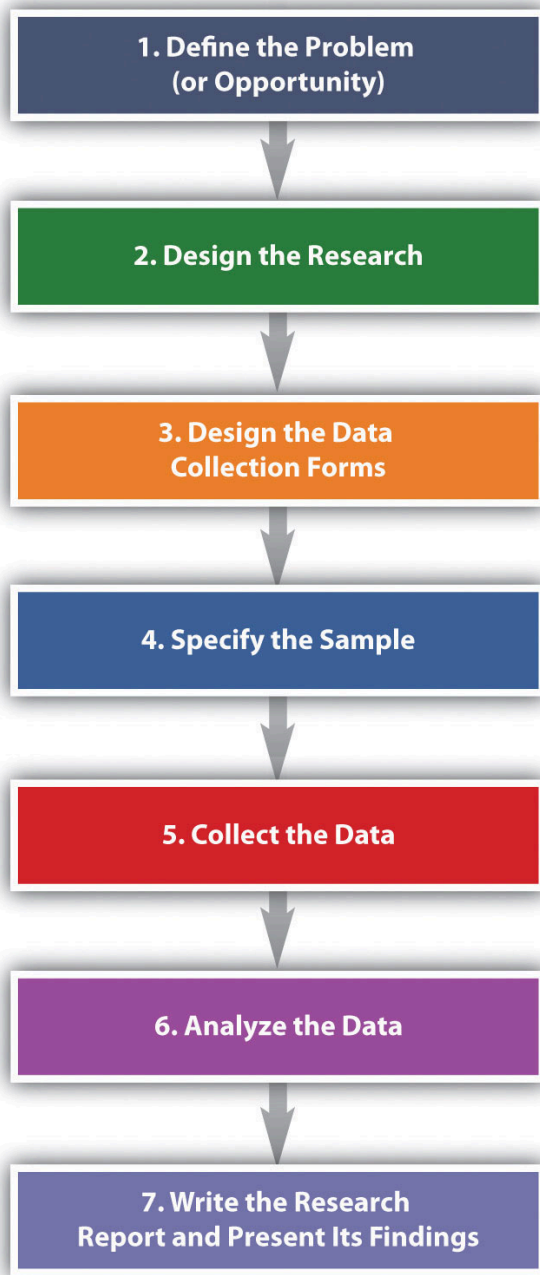 1. Define the Problem
(or Opportunity)
2. Design the Research
3. Design the Data
Collection Forms
4. Specify the Sample
5. Collect the Data
6. Analyze the Data
7. Write the Research
Report and Present Its Findings